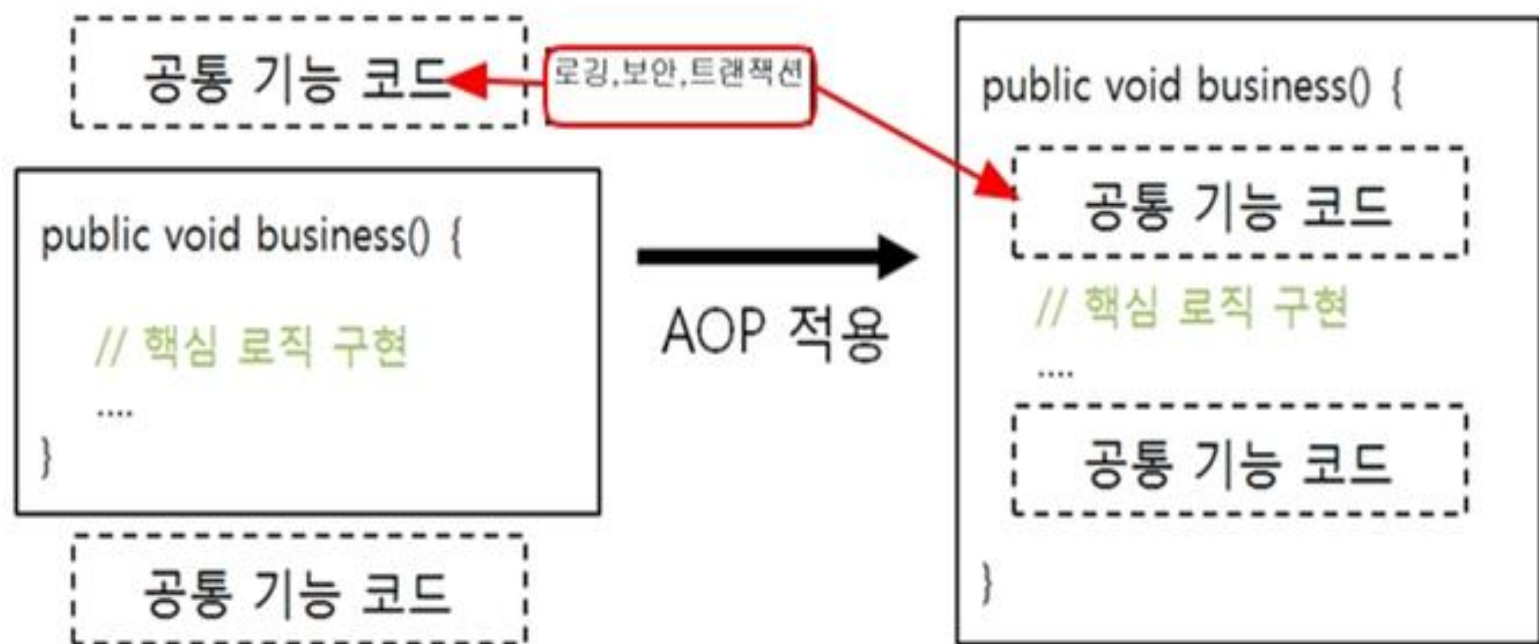 공통 기능 코드
로깅,보안,트랜잭션
public void business() {
// 핵심 로직 구현
....
}
공통 기능 코드
AOP 적용
public void business() {
공통 기능 코드
// 핵심 로직 구현
....
공통 기능 코드
}